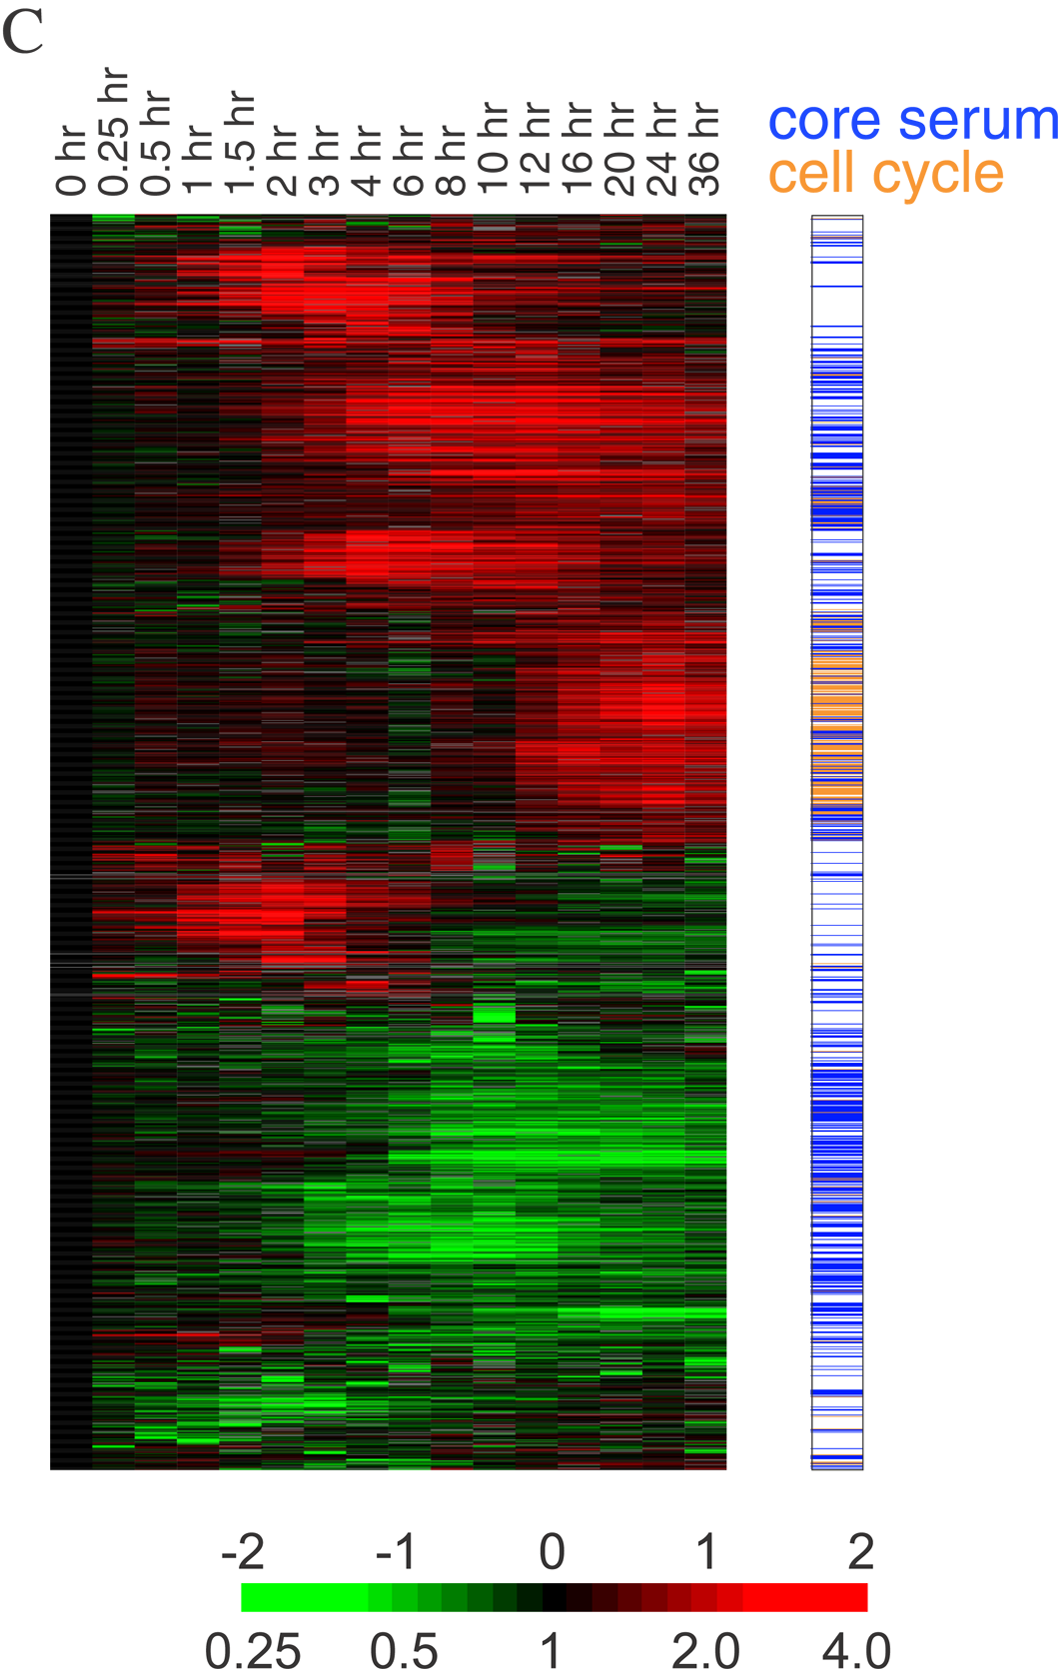 C
0 hr
0.25 hr
0.5 hr
1 hr
1.5 hr
2 hr
3 hr
4 hr
6 hr
8 hr
10 hr
12 hr
16 hr
20 hr
24 hr
36 hr
core serum
cell cycle
-2 -1 0 1 2
0.25 0.5 1 2.0 4.0